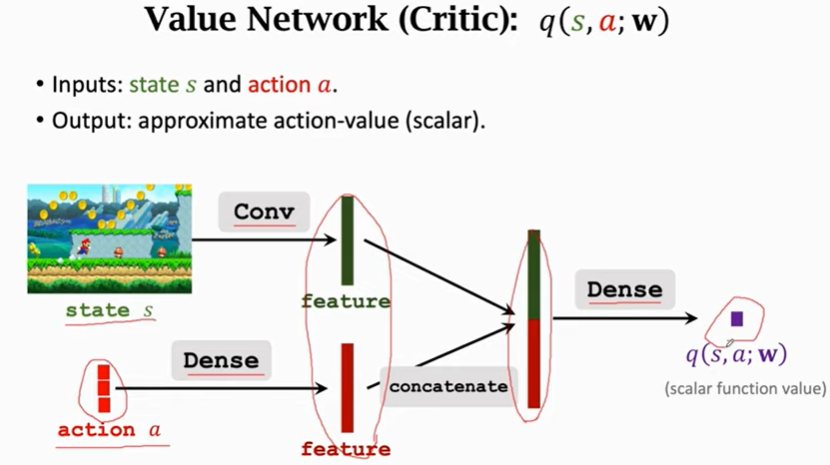 Value Network (Critic): q(s, a; w)
• Inputs: state s and action a.
• Output: approximate action-value (scalar).
Conv
feature
state s
Dense
q(s, a; w)
(scalar function value)
Dense
concatenate
action a
feature